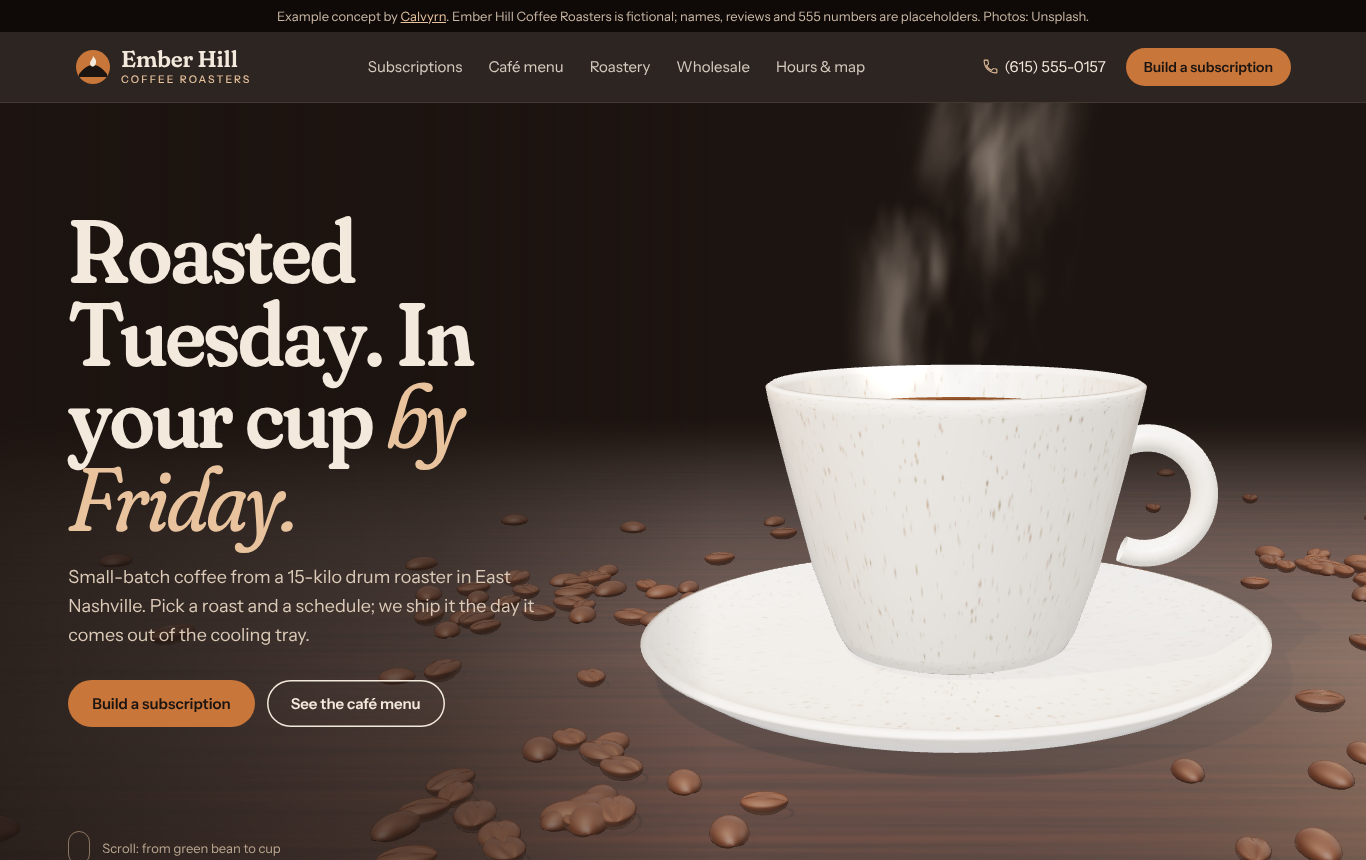 Example concept by Calvyrn. Ember Hill Coffee Roasters is fictional; names, reviews and 555 numbers are placeholders. Photos: Unsplash.
Ember Hill
COFFEE ROASTERS
Subscriptions
Café menu
Roastery
Wholesale
Hours & map
(615) 555-0157
Build a subscription
Roasted
Tuesday. In
your cup by
Friday.
Small-batch coffee from a 15-kilo drum roaster in East
Nashville. Pick a roast and a schedule; we ship it the day it
comes out of the cooling tray.
Build a subscription
See the café menu
Scroll: from green bean to cup